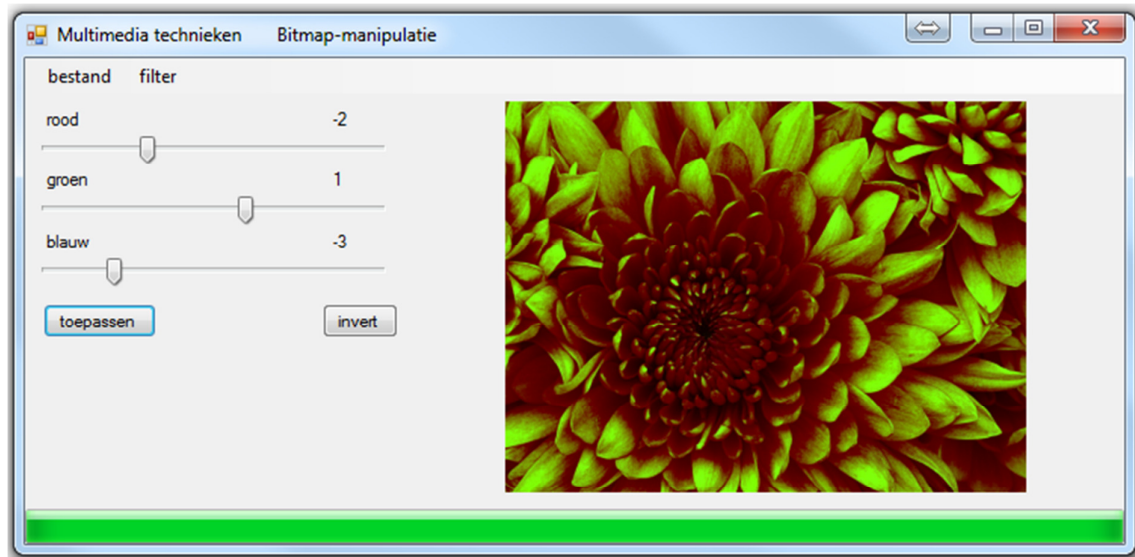 Multimedia technieken Bitmap-manipulatie
bestand filter
rood -2
groen 1
blauw -3
toepassen invert